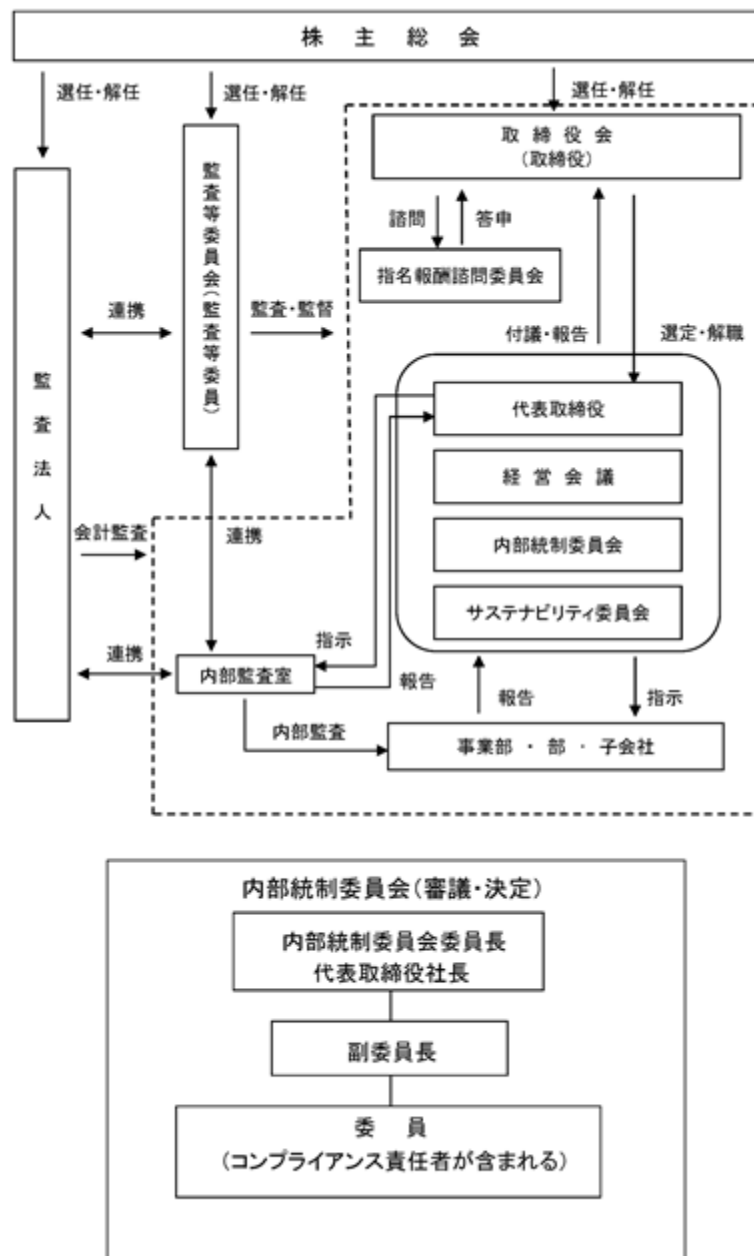 株主総会
選任・解任
選任・解任
選任・解任
取締役会
(取締役)
監査等委員会(監査等委員)
監査法人
諮問
答申
指名報酬諮問委員会
連携
監査・監督
付議・報告
選定・解職
代表取締役
経営会議
内部統制委員会
サステナビリティ委員会
会計監査
連携
指示
連携
内部監査室
報告
報告
指示
内部監査
事業部・部・子会社
内部統制委員会(審議・決定)
内部統制委員会委員長
代表取締役社長
副委員長
委員
(コンプライアンス責任者が含まれる)